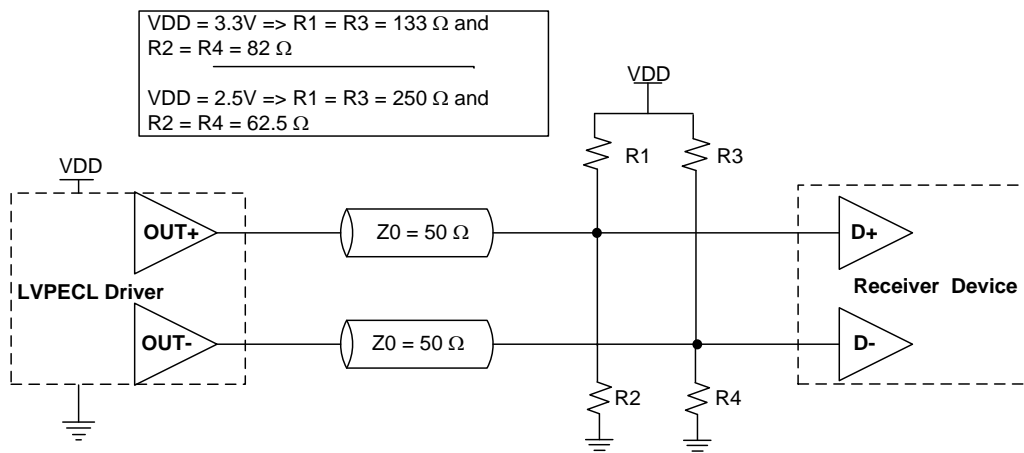 VDD = 3.3V => R1 = R3 = 133 Ω and
R2 = R4 = 82 Ω
VDD = 2.5V => R1 = R3 = 250 Ω and
R2 = R4 = 62.5 Ω
VDD
VDD
R1
R3
OUT+
Z0 = 50 Ω
D+
LVPECL Driver
Receiver Device
OUT-
Z0 = 50 Ω
D-
R2
R4